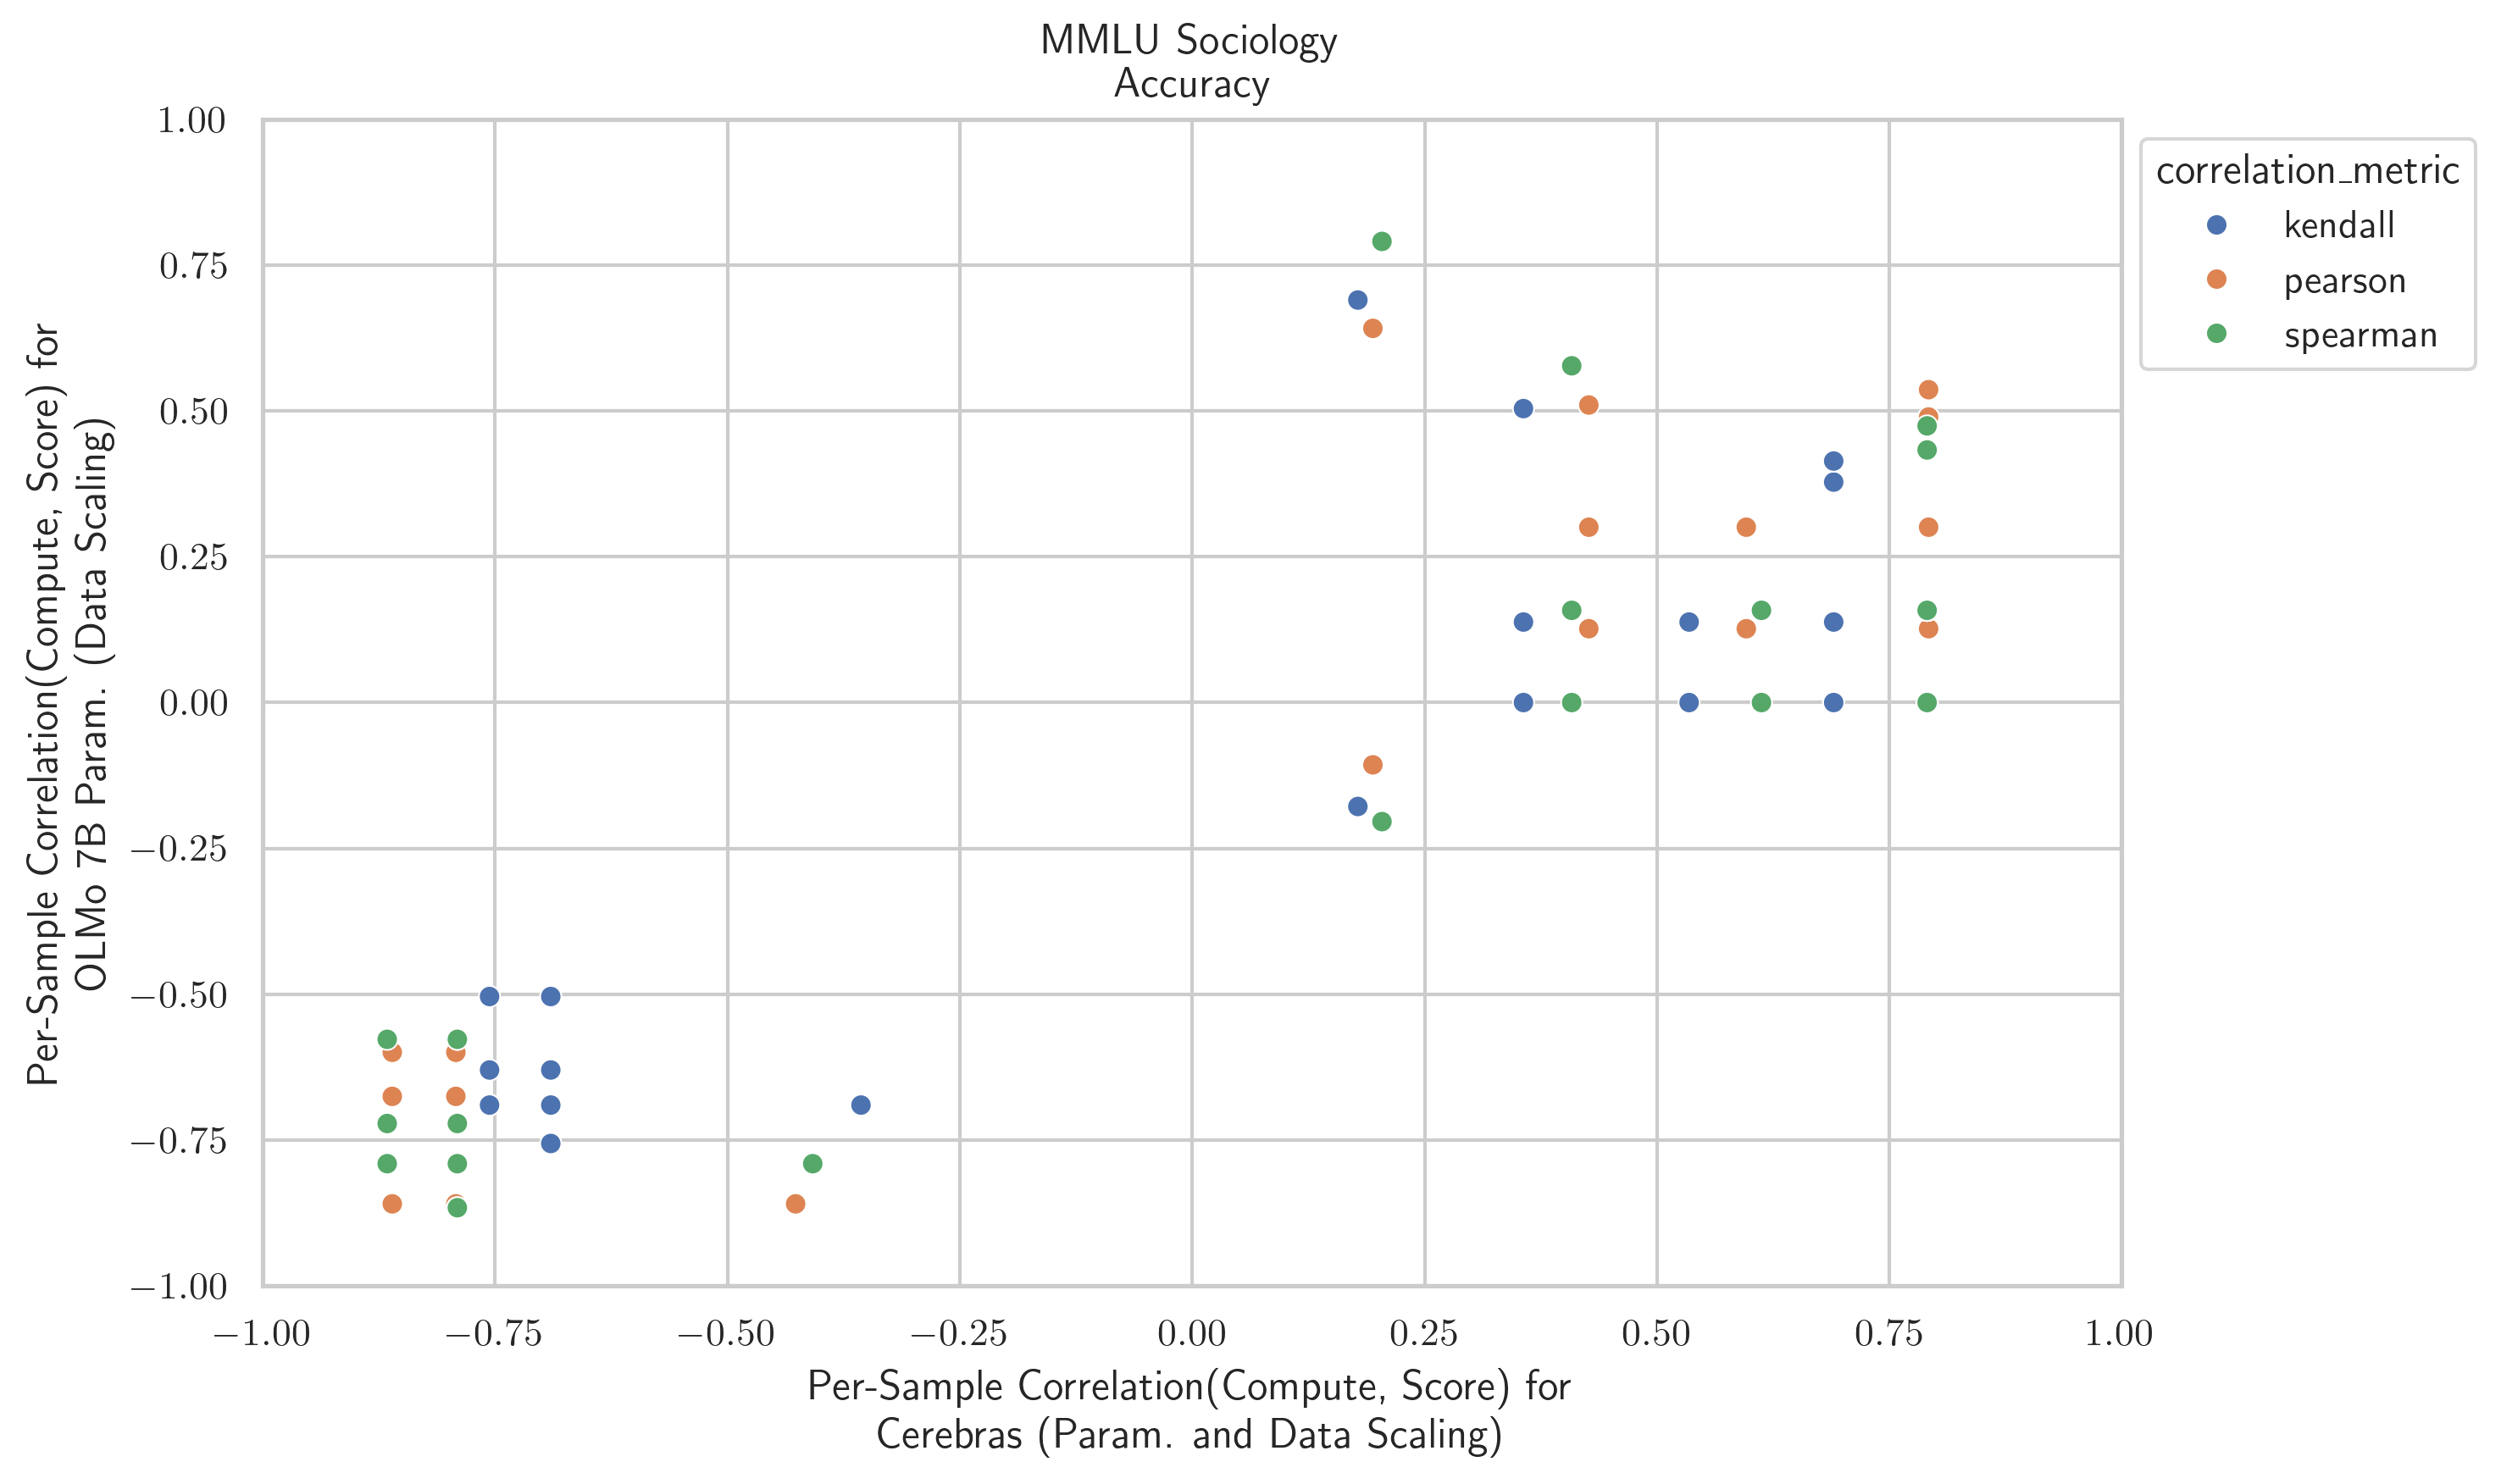 MMLU Sociology
Accuracy
Per-Sample Correlation(Compute, Score) for
OLMo 7B Param. (Data Scaling)
1.00
0.75
0.50
0.25
0.00
−0.25
−0.50
−0.75
−1.00
−1.00 −0.75 −0.50 −0.25 0.00 0.25 0.50 0.75 1.00
Per-Sample Correlation(Compute, Score) for
Cerebras (Param. and Data Scaling)
correlation_metric
kendall
pearson
spearman